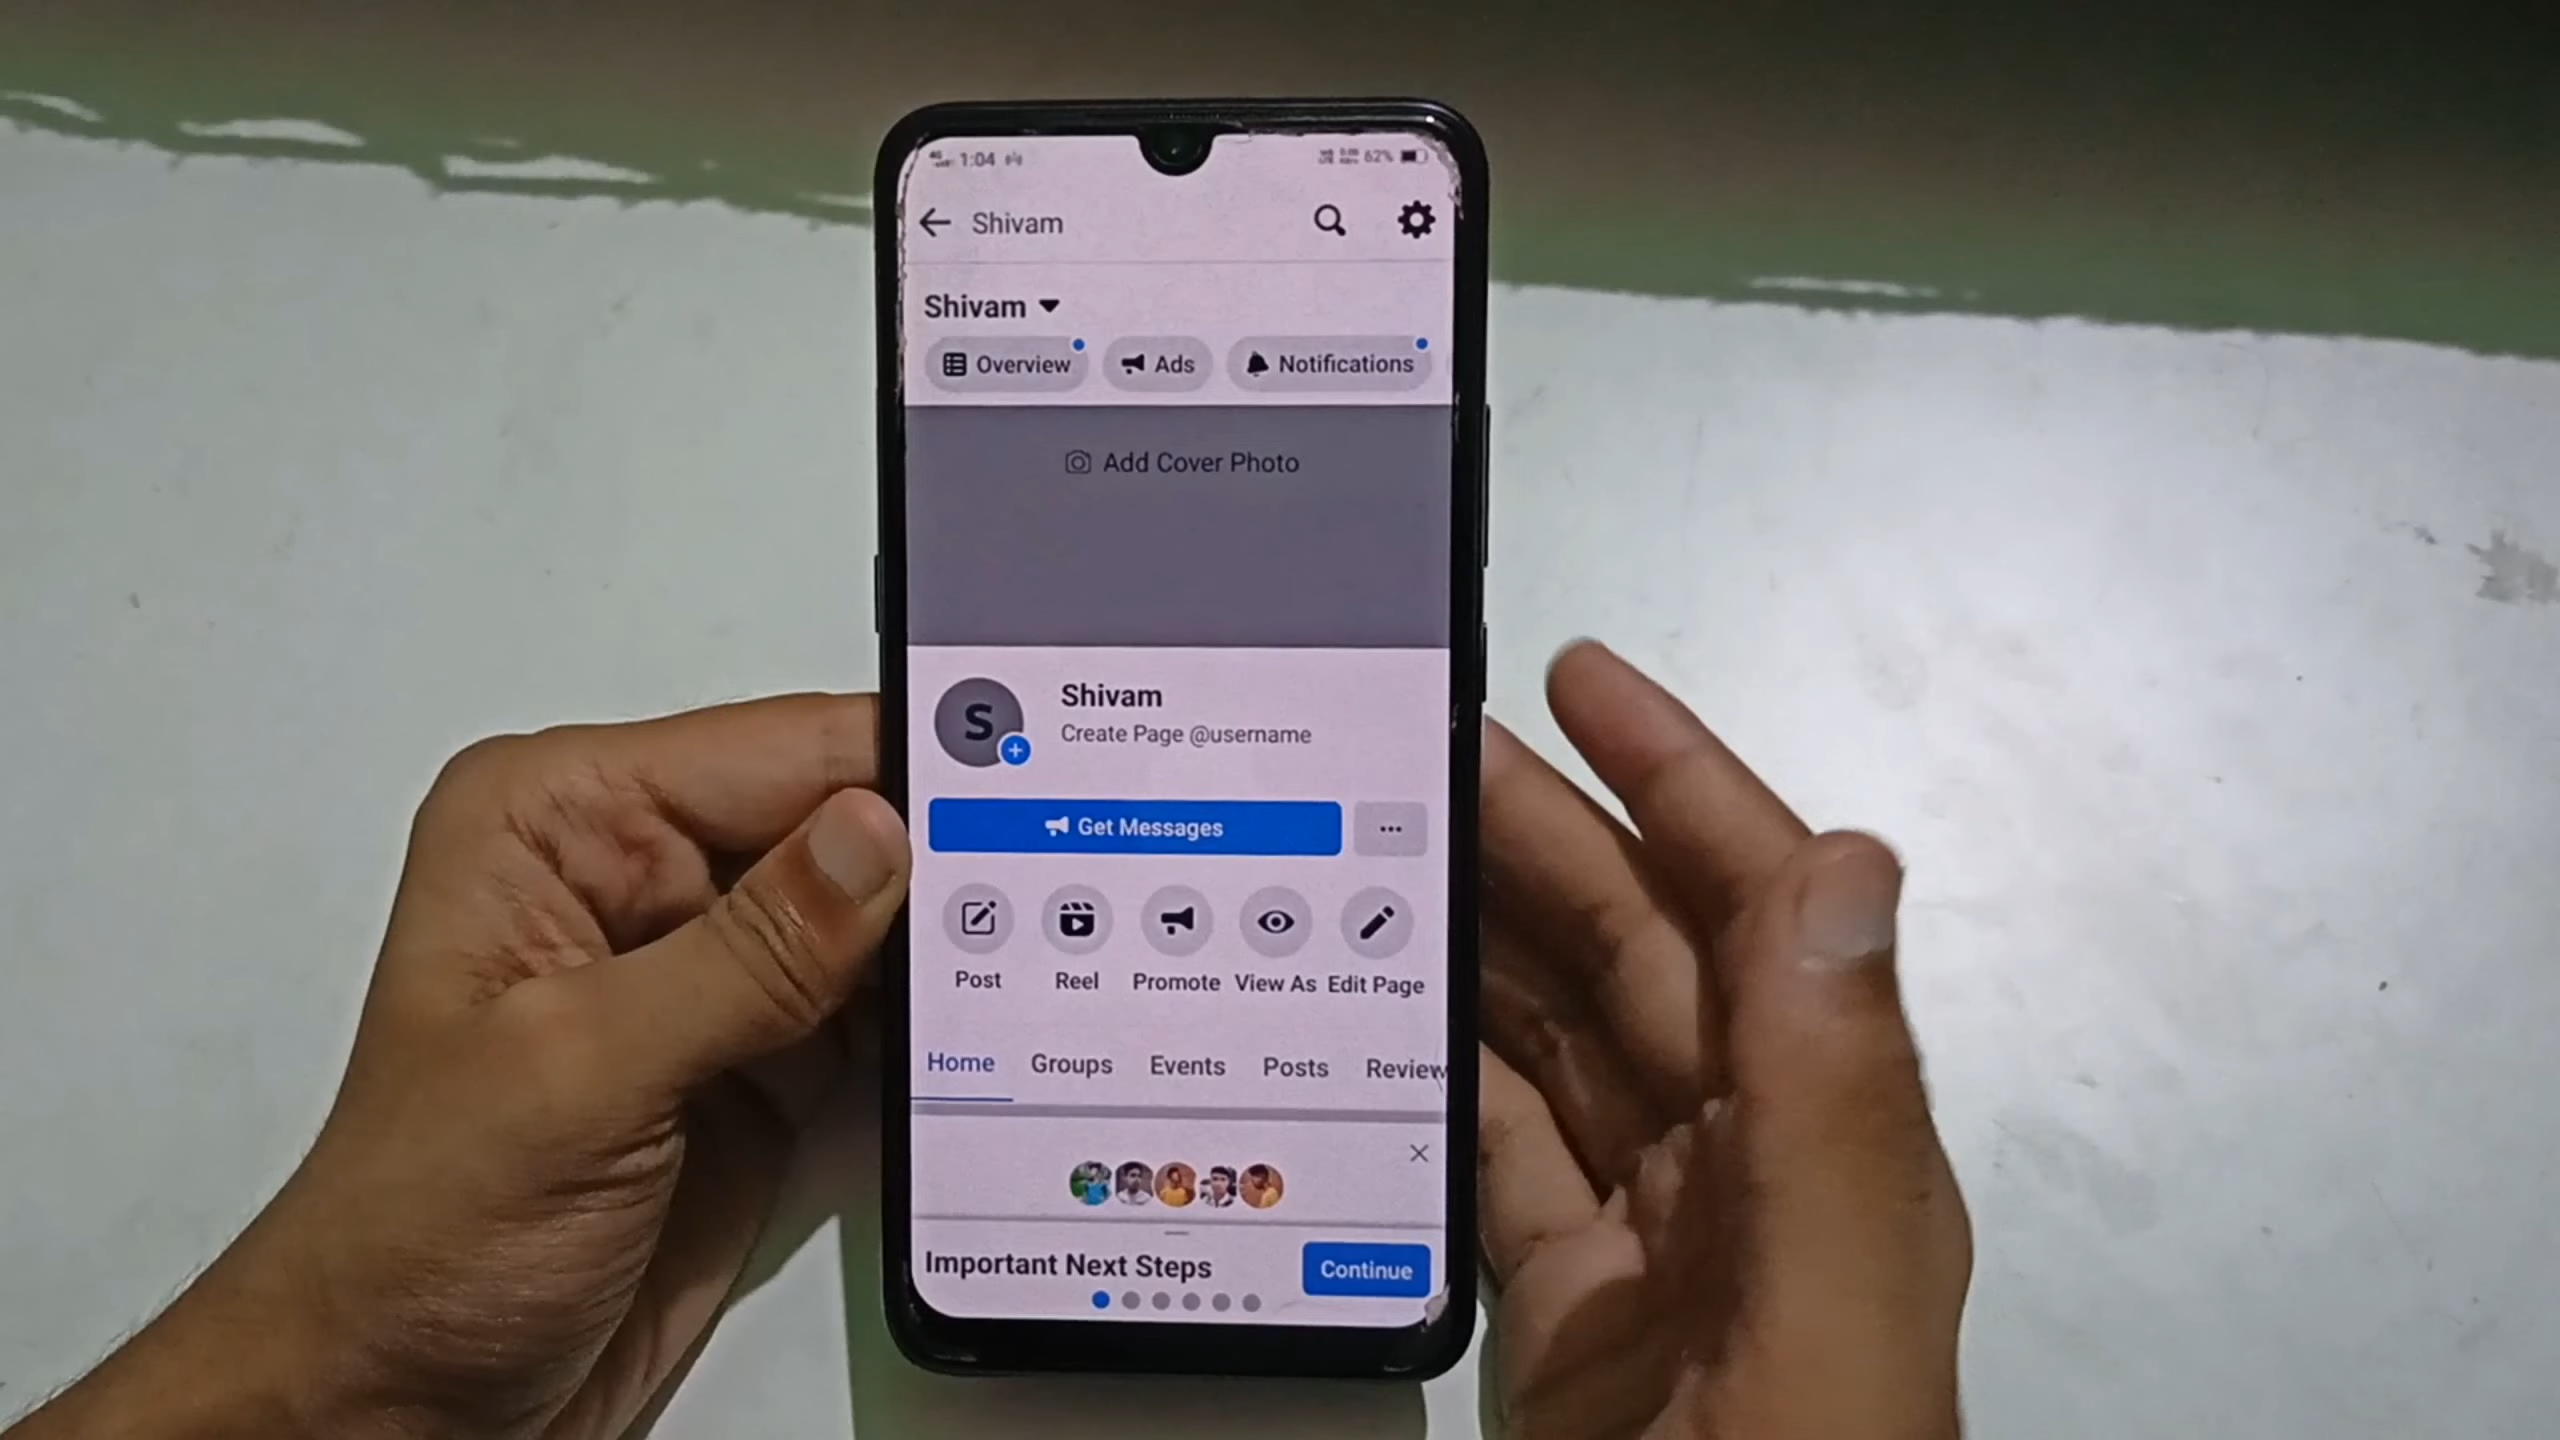 1:04
62%
Shivam
Shivam
Overview Ads Notifications
Add Cover Photo
S
Shivam
Create Page @username
Get Messages
Post Reel Promote View As Edit Page
Home Groups Events Posts Review
Important Next Steps
Continue